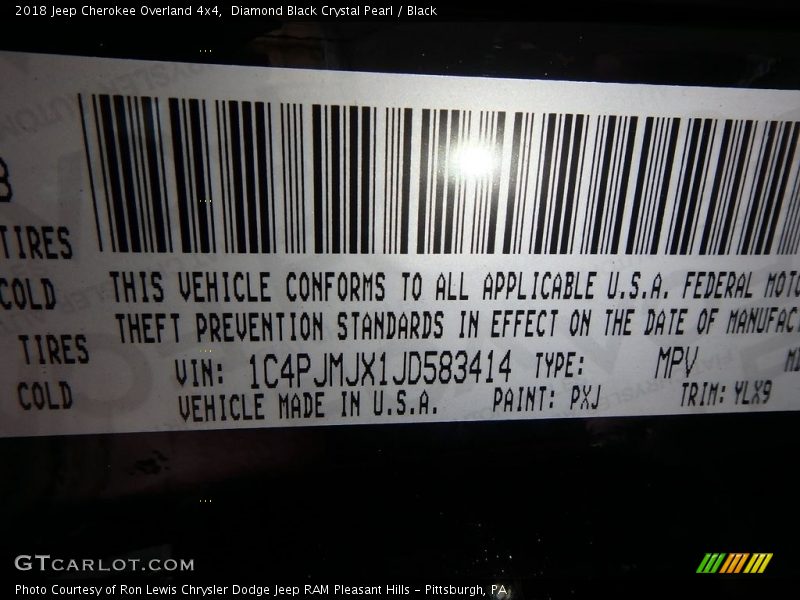 2018 Jeep Cherokee Overland 4x4,  Diamond Black Crystal Pearl / Black
TIRES
COLD
THIS VEHICLE CONFORMS TO ALL APPLICABLE U.S.A. FEDERAL MOTO
THEFT PREVENTION STANDARDS IN EFFECT ON THE DATE OF MANUFAC
TIRES
VIN: 1C4PJMJX1JD583414 TYPE: MPV
COLD
VEHICLE MADE IN U.S.A. PAINT: PXJ TRIM: YLX9
GTCARLOT.COM
Photo Courtesy of Ron Lewis Chrysler Dodge Jeep RAM Pleasant Hills - Pittsburgh, PA